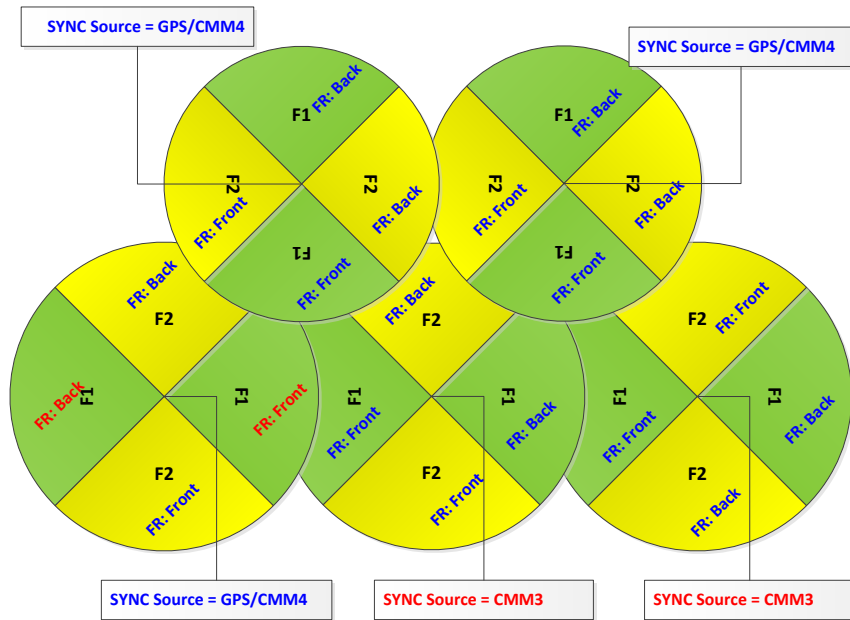 SYNC Source = GPS/CMM4
SYNC Source = GPS/CMM4
F1
FR: Back
F2
FR: Front
F2
FR: Back
F1
FR: Front
F1
FR: Back
F2
FR: Front
F2
FR: Back
F1
FR: Front
FR: Back
F2
F1
FR: Back
F1
FR: Front
F2
FR: Front
FR: Back
F2
F1
FR: Front
F1
FR: Back
F2
FR: Front
F2
FR: Front
F1
FR: Front
F1
FR: Back
F2
FR: Back
SYNC Source = GPS/CMM4
SYNC Source = CMM3
SYNC Source = CMM3